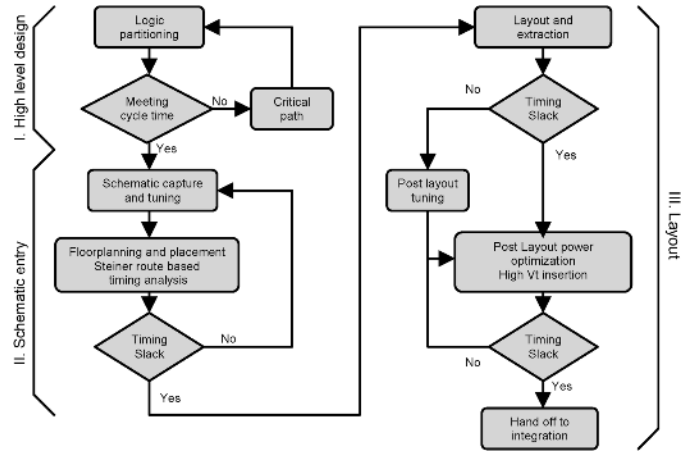 I. High level design
Logic
partitioning
Meeting
cycle time
No
Critical
path
Yes
II. Schematic entry
Schematic capture
and tuning
Floorplanning and placement
Steiner route based
timing analysis
Timing
Slack
No
Yes
III. Layout
Layout and
extraction
Timing
Slack
No
Yes
Post layout
tuning
Post Layout power
optimization
High Vt insertion
Timing
Slack
No
Yes
Hand off to
integration